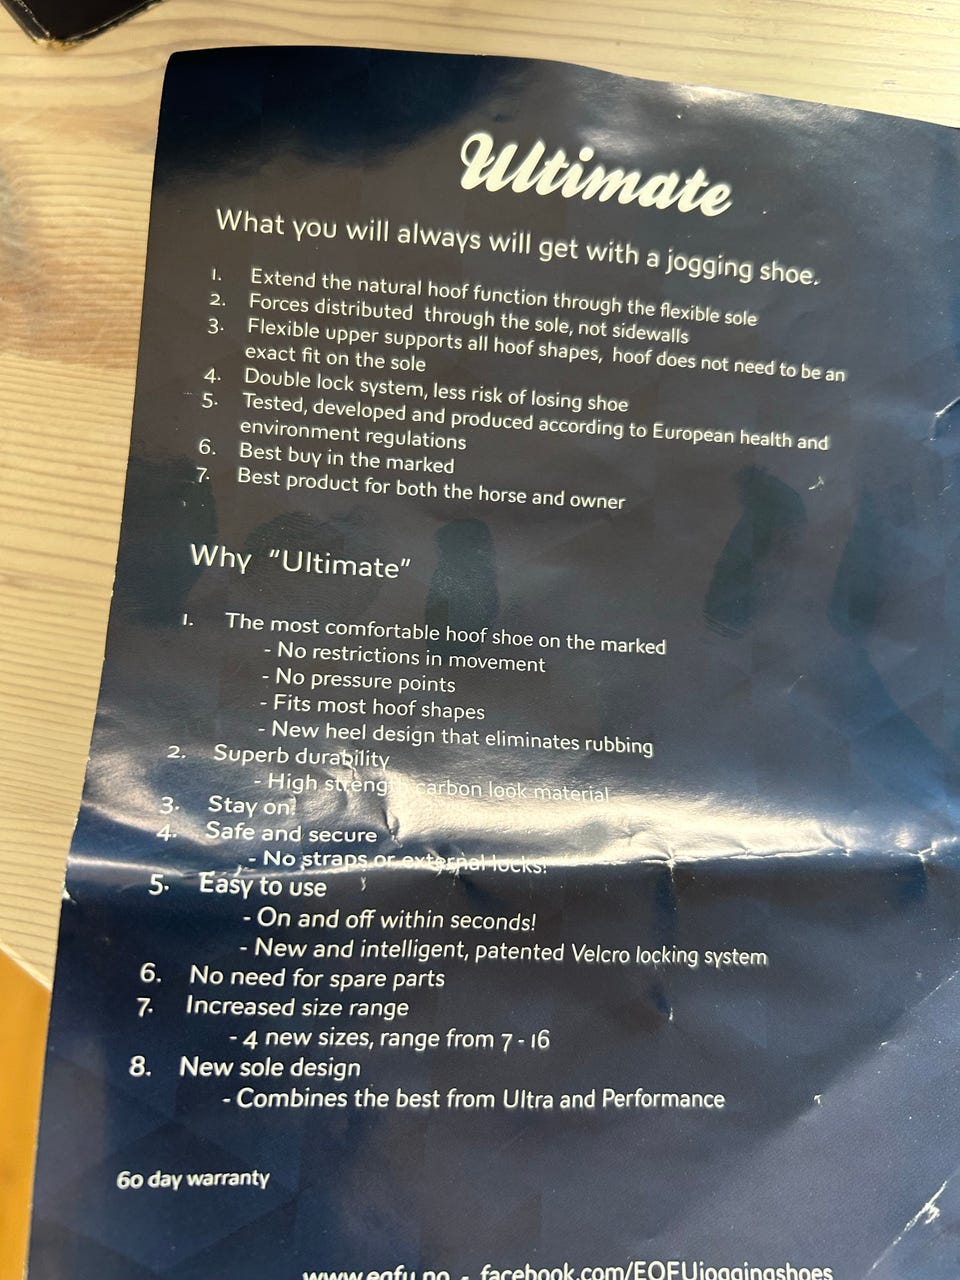 Ultimate
What you will always will get with a jogging shoe.
1. Extend the natural hoof function through the flexible sole
2. Forces distributed through the sole, not sidewalls
3. Flexible upper supports all hoof shapes, hoof does not need to be an
exact fit on the sole
4. Double lock system, less risk of losing shoe
5. Tested, developed and produced according to European health and
environment regulations
6. Best buy in the marked
7. Best product for both the horse and owner
Why "Ultimate"
1. The most comfortable hoof shoe on the marked
- No restrictions in movement
- No pressure points
- Fits most hoof shapes
- New heel design that eliminates rubbing
2. Superb durability
- High strength carbon look material
3. Stay on!
4. Safe and secure
- No straps or external locks!
5. Easy to use
- On and off within seconds!
- New and intelligent, patented Velcro locking system
6. No need for spare parts
7. Increased size range
- 4 new sizes, range from 7 - 16
8. New sole design
- Combines the best from Ultra and Performance
60 day warranty
www.eqfu.no - facebook.com/EQFUjoggingshoes